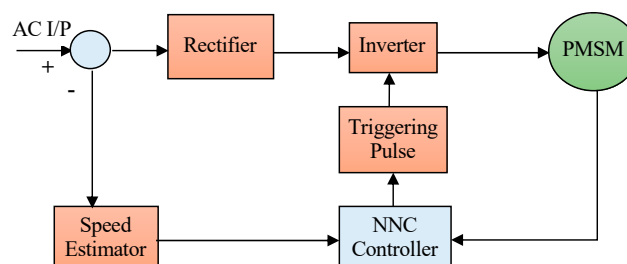 AC I/P
+
-
Rectifier
Inverter
PMSM
Triggering
Pulse
Speed
Estimator
NNC
Controller